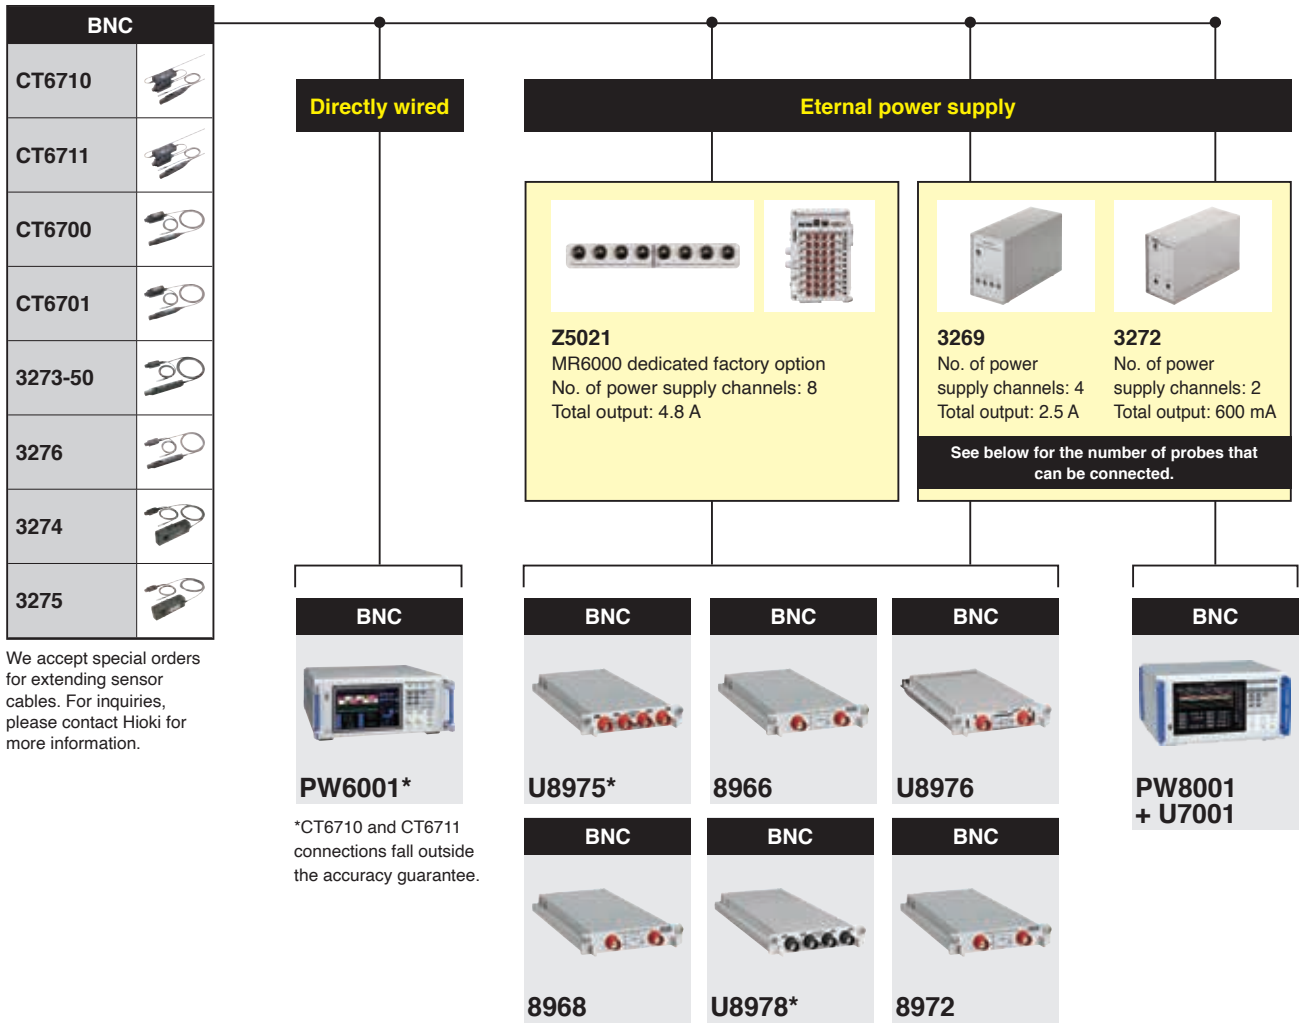 BNC
CT6710
CT6711
CT6700
CT6701
3273-50
3276
3274
3275
We accept special orders
for extending sensor
cables. For inquiries,
please contact Hioki for
more information.
Directly wired
Eternal power supply
Z5021
MR6000 dedicated factory option
No. of power supply channels: 8
Total output: 4.8 A
3269
No. of power
supply channels: 4
Total output: 2.5 A
3272
No. of power
supply channels: 2
Total output: 600 mA
See below for the number of probes that
can be connected.
BNC
PW6001*
*CT6710 and CT6711
connections fall outside
the accuracy guarantee.
BNC
U8975*
BNC
8966
BNC
U8976
BNC
8968
BNC
U8978*
BNC
8972
BNC
PW8001
+ U7001